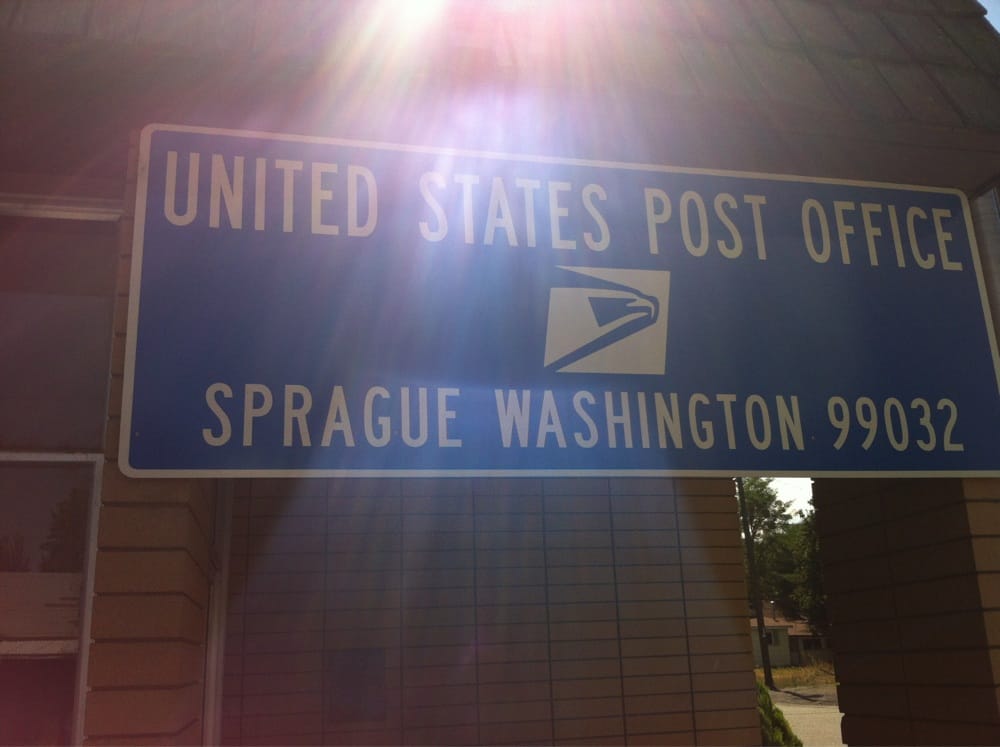 UNITED STATES POST OFFICE
SPRAGUE WASHINGTON 99032